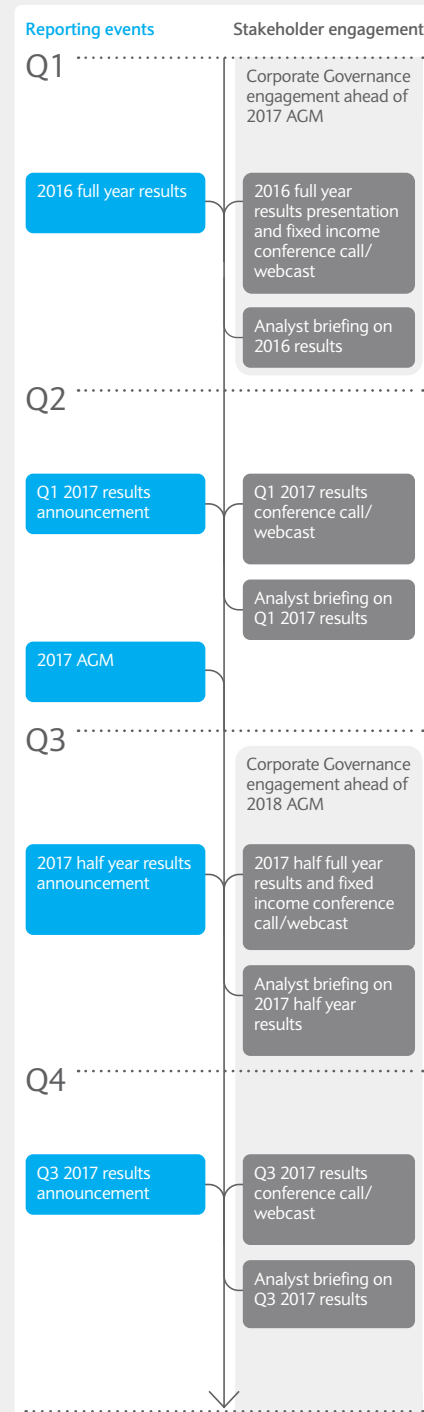 Reporting events
Stakeholder engagement
Q1
Corporate Governance
engagement ahead of
2017 AGM
2016 full year results
2016 full year
results presentation
and fixed income
conference call/
webcast
Analyst briefing on
2016 results
Q2
Q1 2017 results
announcement
Q1 2017 results
conference call/
webcast
Analyst briefing on
Q1 2017 results
2017 AGM
Q3
Corporate Governance
engagement ahead of
2018 AGM
2017 half year results
announcement
2017 half full year
results and fixed
income conference
call/webcast
Analyst briefing on
2017 half year
results
Q4
Q3 2017 results
announcement
Q3 2017 results
conference call/
webcast
Analyst briefing on
Q3 2017 results